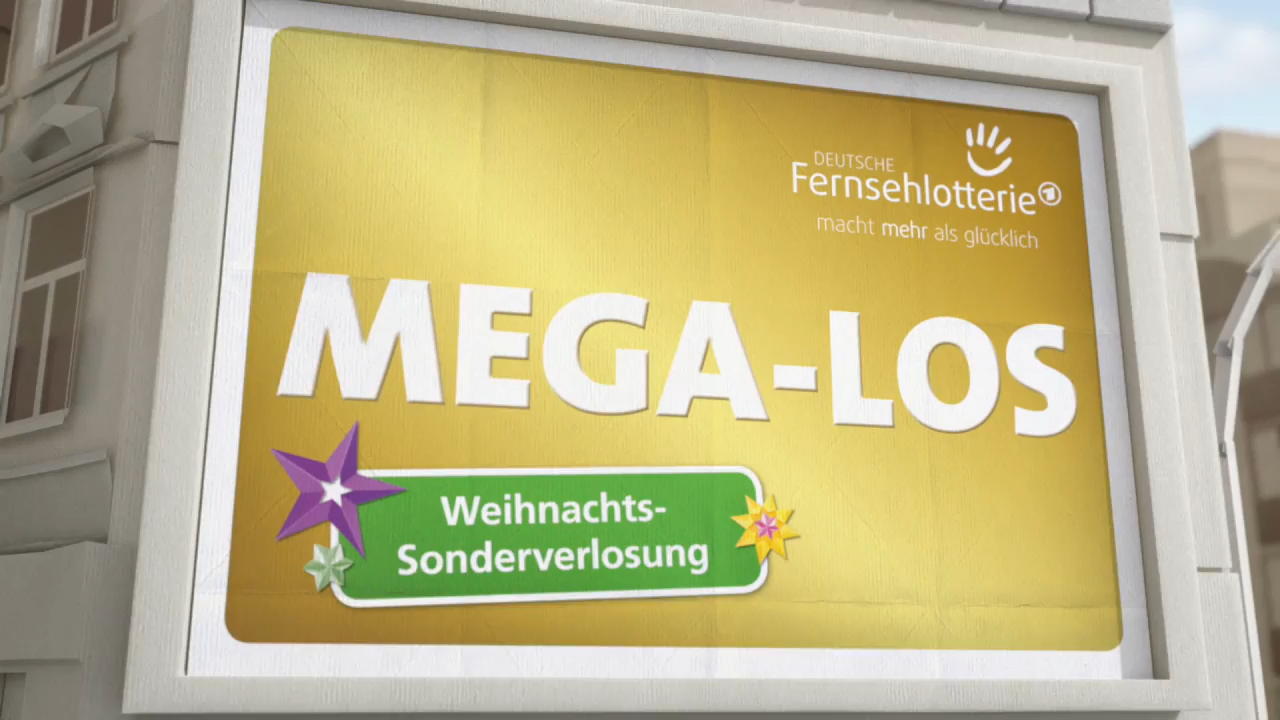 DEUTSCHE
Fernsehlotterie
macht mehr als glücklich
MEGA-LOS
Weihnachts-
Sonderverlosung